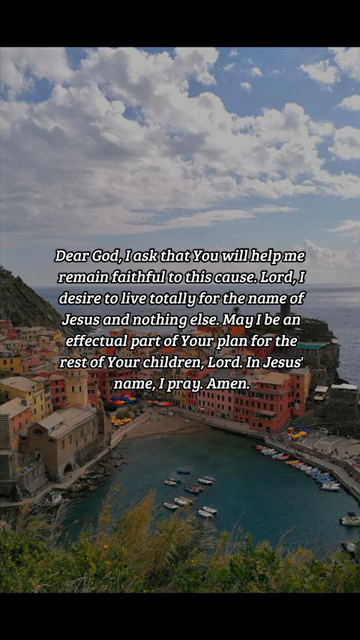 Dear God, I ask that You will help me
remain faithful to this cause. Lord, I
desire to live totally for the name of
Jesus and nothing else. May I be an
effectual part of Your plan for the
rest of Your children, Lord. In Jesus'
name, I pray. Amen.